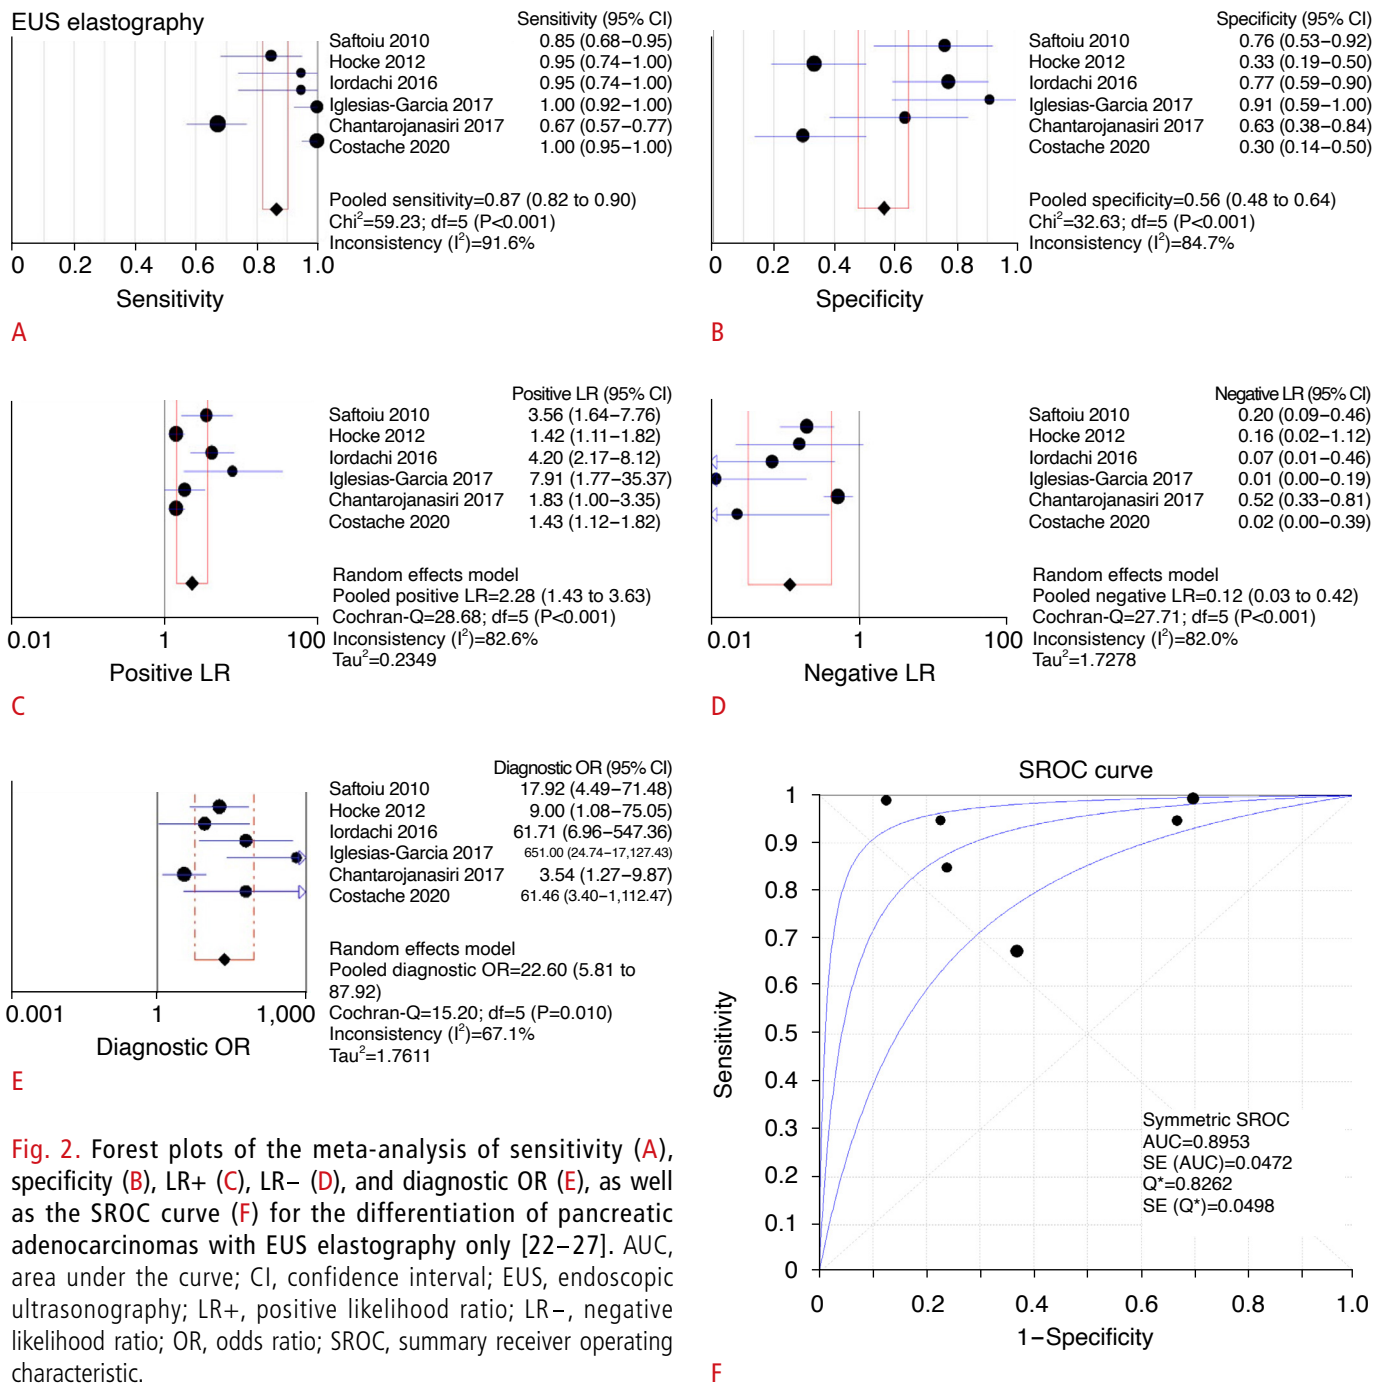 EUS elastography
Sensitivity (95% CI)
Saftoiu 2010 0.85 (0.68–0.95)
Hocke 2012 0.95 (0.74–1.00)
Iordachi 2016 0.95 (0.74–1.00)
Iglesias-Garcia 2017 1.00 (0.92–1.00)
Chantarojanasiri 2017 0.67 (0.57–0.77)
Costache 2020 1.00 (0.95–1.00)
Pooled sensitivity=0.87 (0.82 to 0.90)
Chi²=59.23; df=5 (P<0.001)
Inconsistency (I²)=91.6%
0 0.2 0.4 0.6 0.8 1.0
Sensitivity
A
Specificity (95% CI)
Saftoiu 2010 0.76 (0.53–0.92)
Hocke 2012 0.33 (0.19–0.50)
Iordachi 2016 0.77 (0.59–0.90)
Iglesias-Garcia 2017 0.91 (0.59–1.00)
Chantarojanasiri 2017 0.63 (0.38–0.84)
Costache 2020 0.30 (0.14–0.50)
Pooled specificity=0.56 (0.48 to 0.64)
Chi²=32.63; df=5 (P<0.001)
Inconsistency (I²)=84.7%
0 0.2 0.4 0.6 0.8 1.0
Specificity
B
Positive LR (95% CI)
Saftoiu 2010 3.56 (1.64–7.76)
Hocke 2012 1.42 (1.11–1.82)
Iordachi 2016 4.20 (2.17–8.12)
Iglesias-Garcia 2017 7.91 (1.77–35.37)
Chantarojanasiri 2017 1.83 (1.00–3.35)
Costache 2020 1.43 (1.12–1.82)
Random effects model
Pooled positive LR=2.28 (1.43 to 3.63)
Cochran-Q=28.68; df=5 (P<0.001)
Inconsistency (I²)=82.6%
Tau²=0.2349
0.01 1 100
Positive LR
C
Negative LR (95% CI)
Saftoiu 2010 0.20 (0.09–0.46)
Hocke 2012 0.16 (0.02–1.12)
Iordachi 2016 0.07 (0.01–0.46)
Iglesias-Garcia 2017 0.01 (0.00–0.19)
Chantarojanasiri 2017 0.52 (0.33–0.81)
Costache 2020 0.02 (0.00–0.39)
Random effects model
Pooled negative LR=0.12 (0.03 to 0.42)
Cochran-Q=27.71; df=5 (P<0.001)
Inconsistency (I²)=82.0%
Tau²=1.7278
0.01 1 100
Negative LR
D
Diagnostic OR (95% CI)
Saftoiu 2010 17.92 (4.49–71.48)
Hocke 2012 9.00 (1.08–75.05)
Iordachi 2016 61.71 (6.96–547.36)
Iglesias-Garcia 2017 651.00 (24.74–17,127.43)
Chantarojanasiri 2017 3.54 (1.27–9.87)
Costache 2020 61.46 (3.40–1,112.47)
Random effects model
Pooled diagnostic OR=22.60 (5.81 to
87.92)
Cochran-Q=15.20; df=5 (P=0.010)
Inconsistency (I²)=67.1%
Tau²=1.7611
0.001 1 1,000
Diagnostic OR
E
SROC curve
1
0.9
0.8
0.7
0.6
0.5
0.4
0.3
0.2
0.1
0
Sensitivity
Symmetric SROC
AUC=0.8953
SE (AUC)=0.0472
Q*=0.8262
SE (Q*)=0.0498
0 0.2 0.4 0.6 0.8 1.0
1–Specificity
F
Fig. 2. Forest plots of the meta-analysis of sensitivity (A),
specificity (B), LR+ (C), LR– (D), and diagnostic OR (E), as well
as the SROC curve (F) for the differentiation of pancreatic
adenocarcinomas with EUS elastography only [22–27]. AUC,
area under the curve; CI, confidence interval; EUS, endoscopic
ultrasonography; LR+, positive likelihood ratio; LR–, negative
likelihood ratio; OR, odds ratio; SROC, summary receiver operating
characteristic.